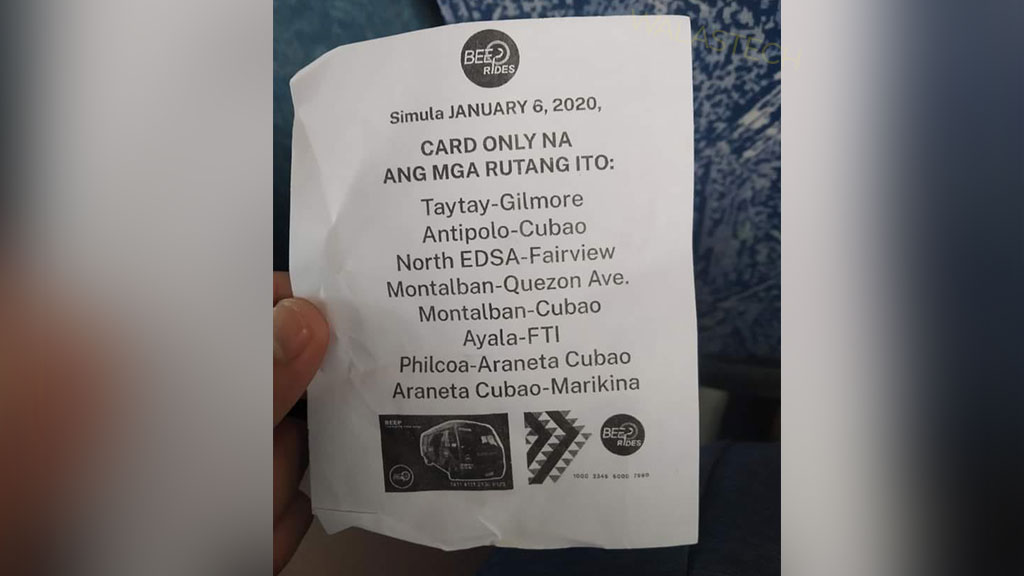 BEEP
RIDES
Simula JANUARY 6, 2020,
CARD ONLY NA
ANG MGA RUTANG ITO:
Taytay-Gilmore
Antipolo-Cubao
North EDSA-Fairview
Montalban-Quezon Ave.
Montalban-Cubao
Ayala-FTI
Philcoa-Araneta Cubao
Araneta Cubao-Marikina
BEEP
BEEP
RIDES